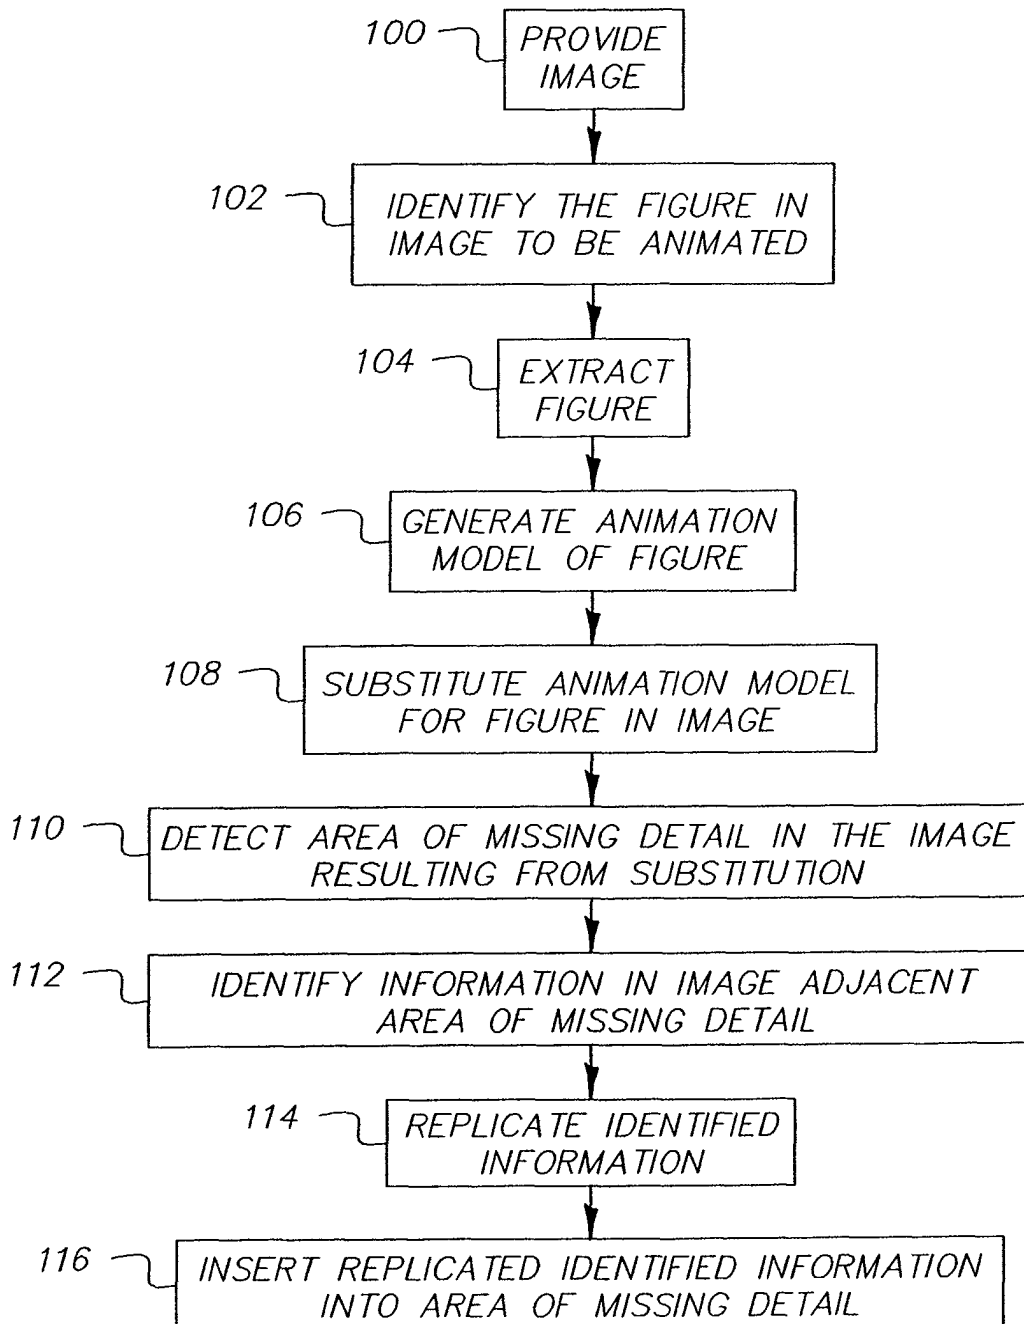 100
PROVIDE
IMAGE
102
IDENTIFY THE FIGURE IN
IMAGE TO BE ANIMATED
104
EXTRACT
FIGURE
106
GENERATE ANIMATION
MODEL OF FIGURE
108
SUBSTITUTE ANIMATION MODEL
FOR FIGURE IN IMAGE
110
DETECT AREA OF MISSING DETAIL IN THE IMAGE
RESULTING FROM SUBSTITUTION
112
IDENTIFY INFORMATION IN IMAGE ADJACENT
AREA OF MISSING DETAIL
114
REPLICATE IDENTIFIED
INFORMATION
116
INSERT REPLICATED IDENTIFIED INFORMATION
INTO AREA OF MISSING DETAIL